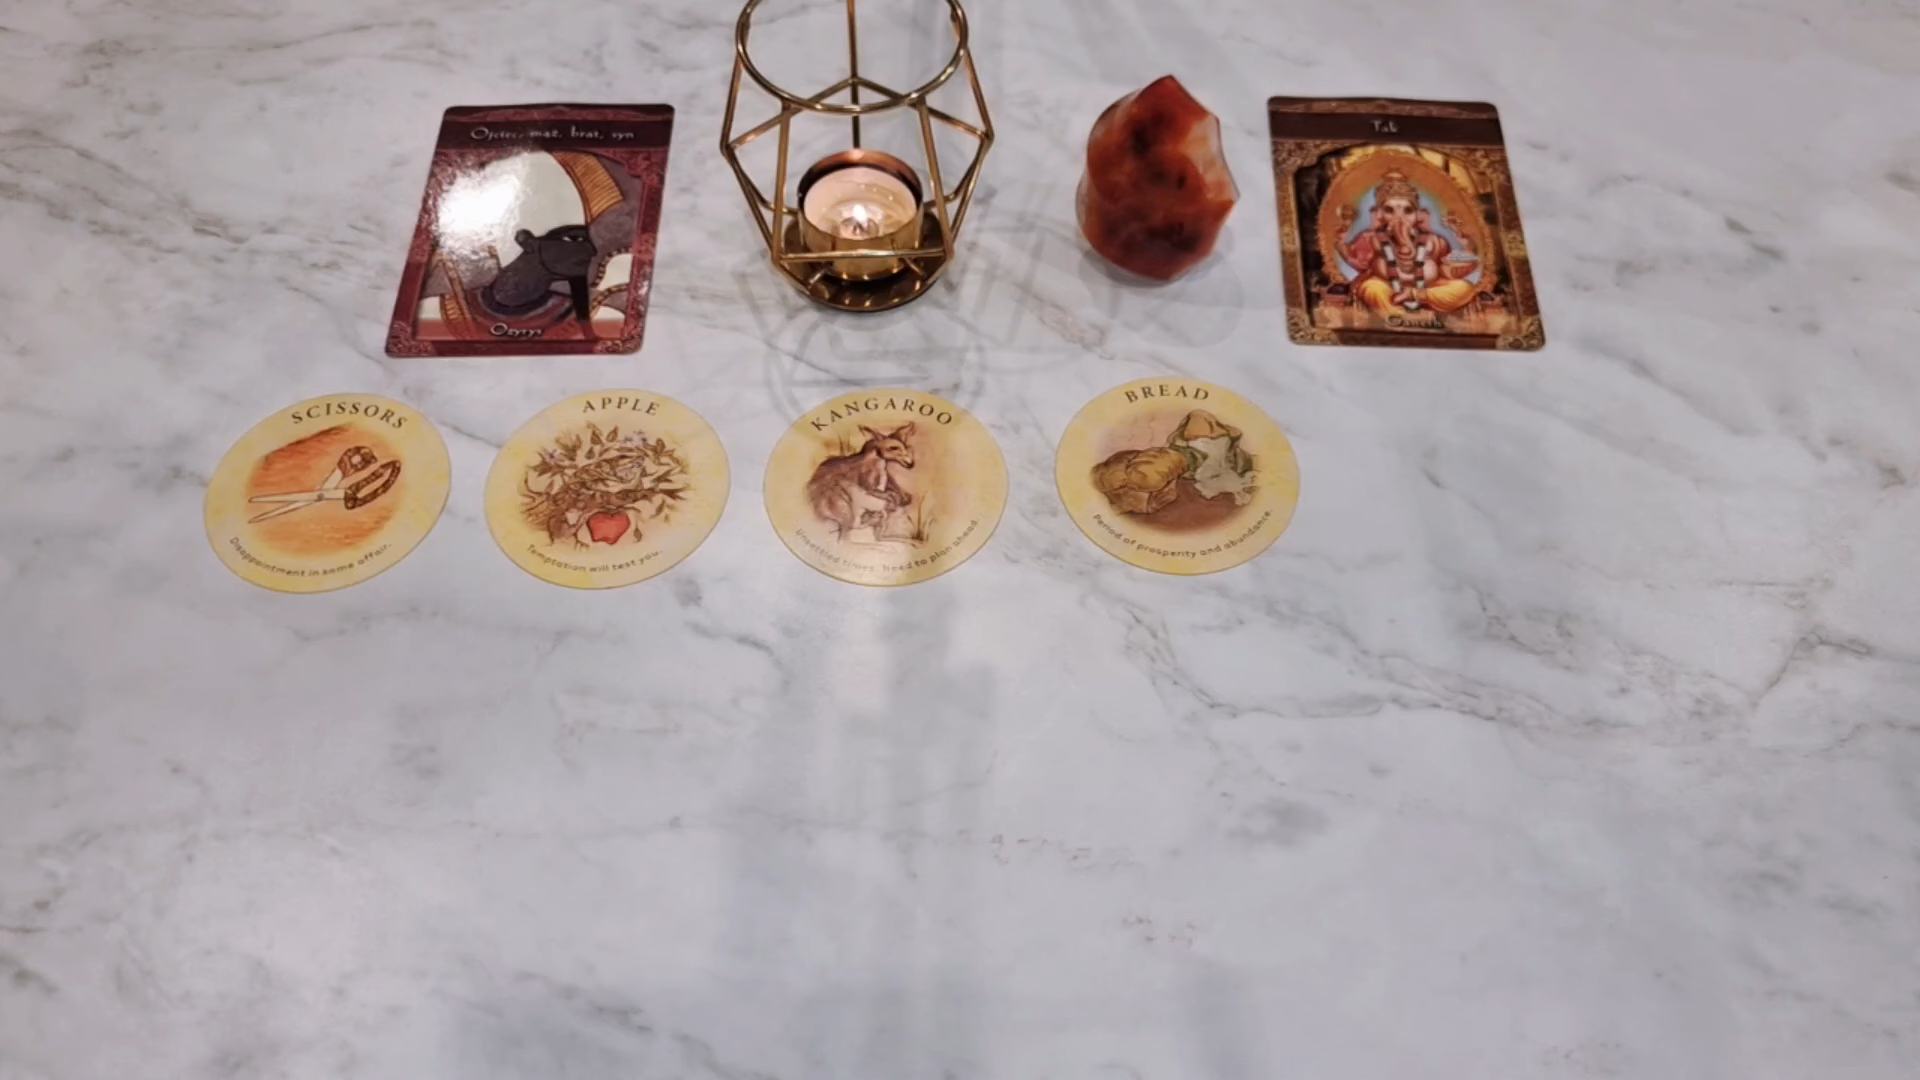 Ojciec, mąż, brat, syn
Ozyrys
Tak
Ganesh
SCISSORS
Disappointment in some affair.
APPLE
Temptation will test you.
KANGAROO
Unsettled times. Need to plan ahead.
BREAD
Period of prosperity and abundance.